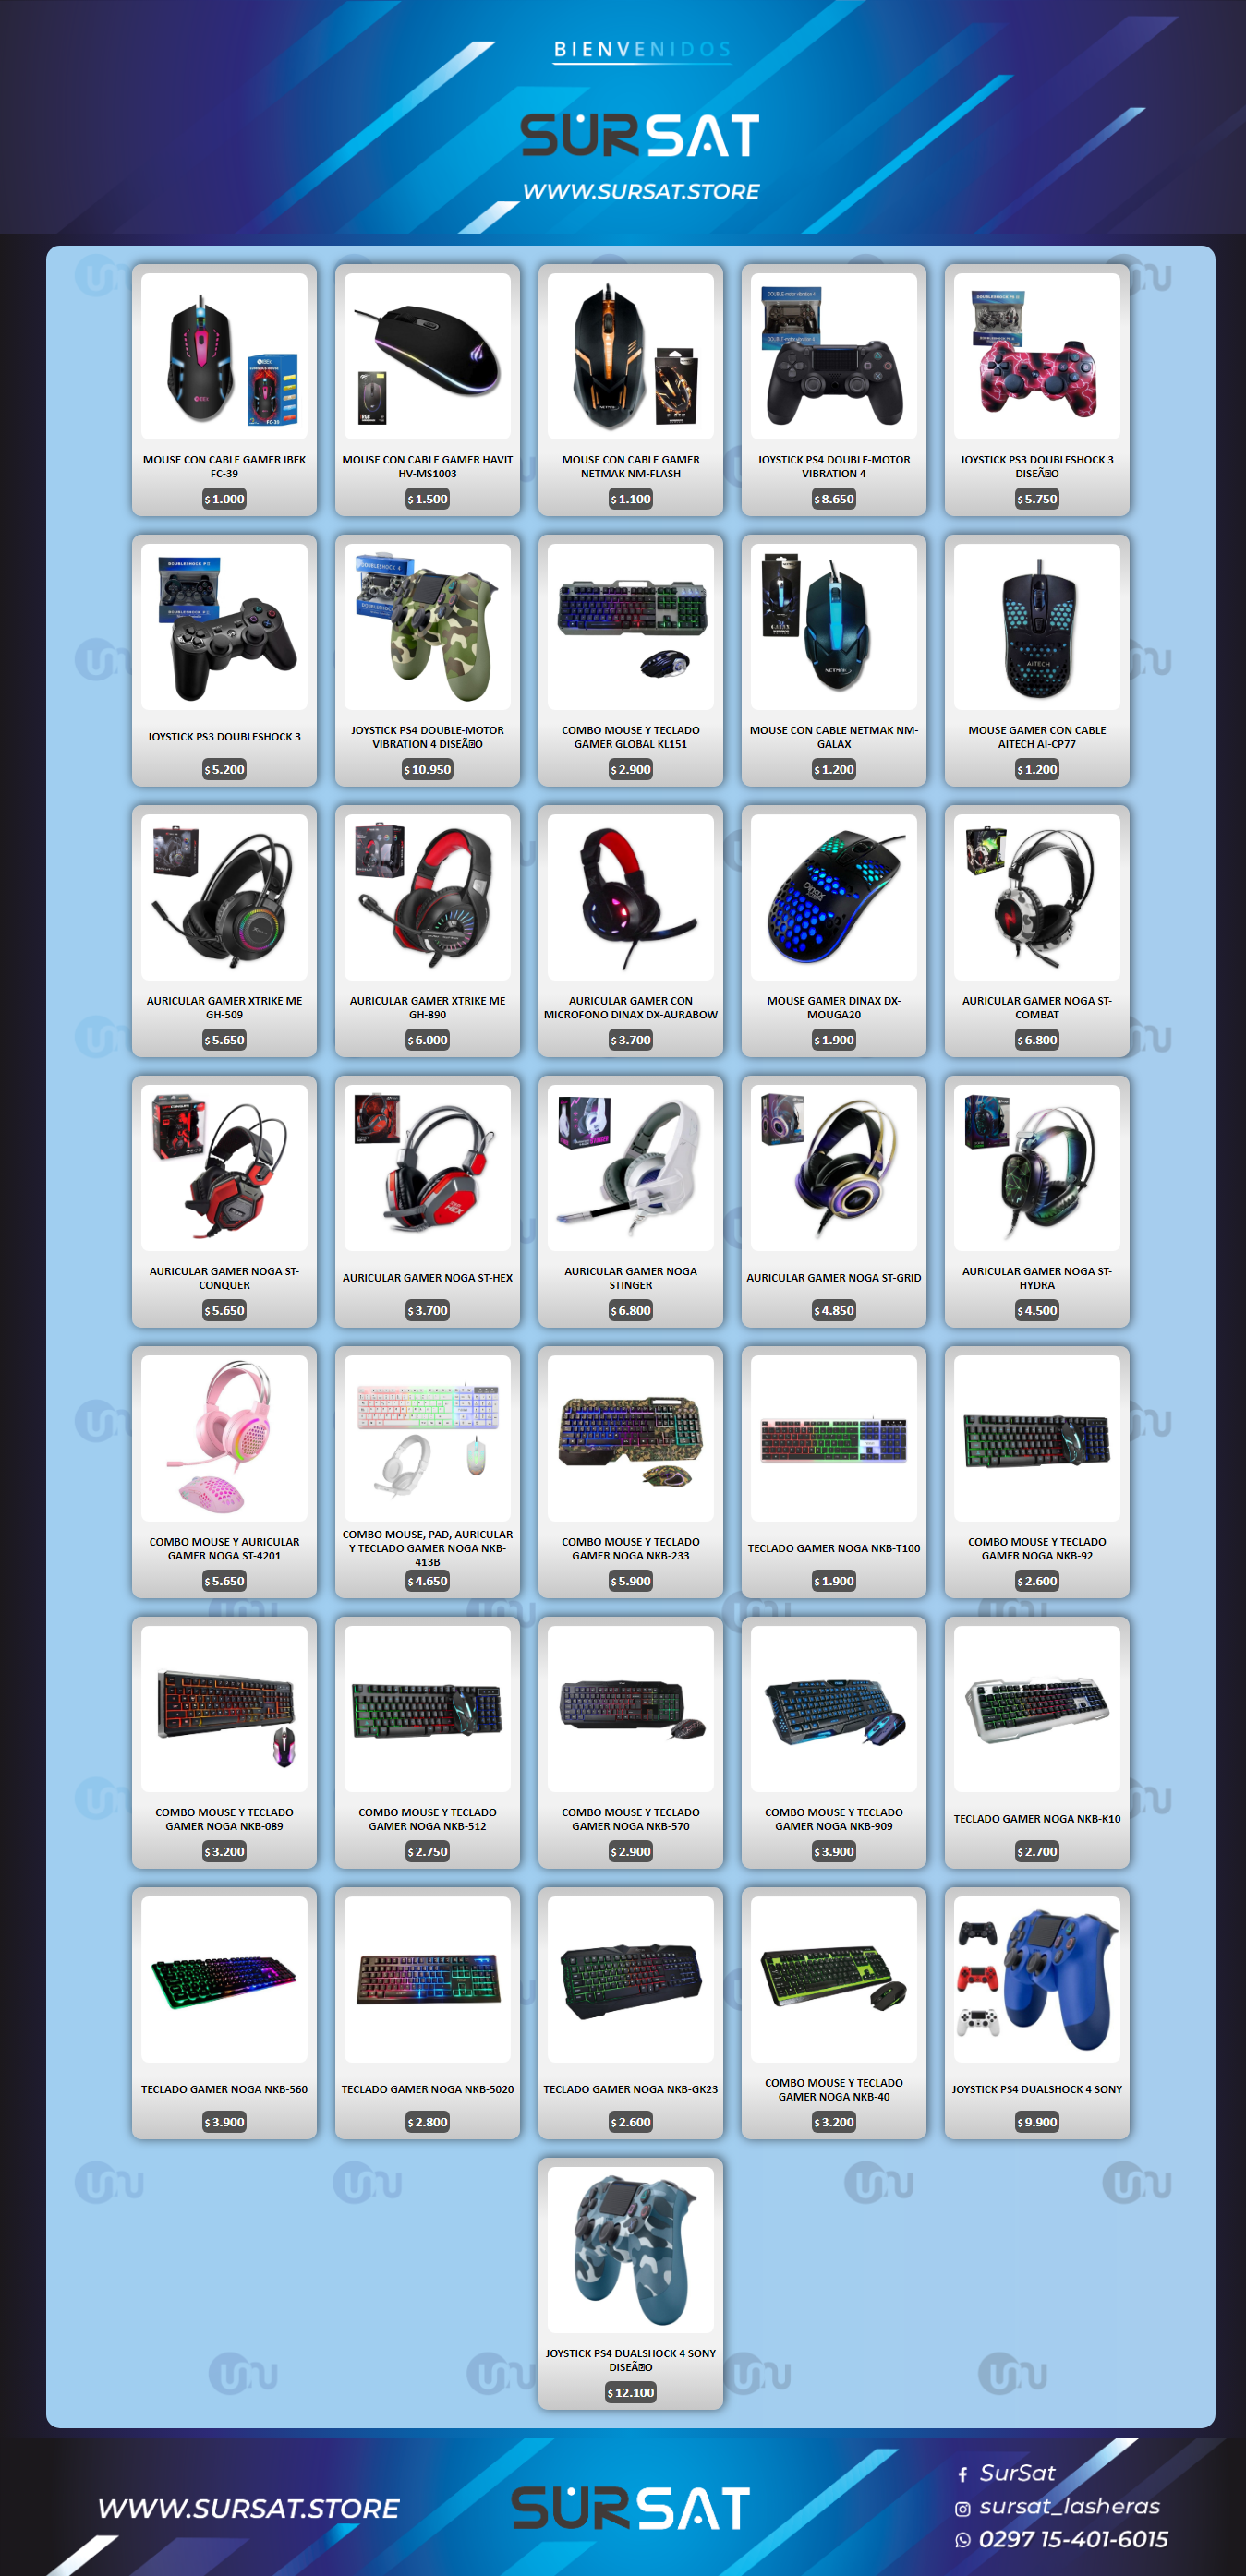 BIENVENIDOS
SURSAT
WWW.SURSAT.STORE
MOUSE CON CABLE GAMER IBEK
FC-39
$ 1.000
MOUSE CON CABLE GAMER HAVIT
HV-MS1003
$ 1.500
MOUSE CON CABLE GAMER
NETMAK NM-FLASH
$ 1.100
JOYSTICK PS4 DOUBLE-MOTOR
VIBRATION 4
$ 8.650
JOYSTICK PS3 DOUBLESHOCK 3
DISEÃ�O
$ 5.750
JOYSTICK PS3 DOUBLESHOCK 3
$ 5.200
JOYSTICK PS4 DOUBLE-MOTOR
VIBRATION 4 DISEÃ�O
$ 10.950
COMBO MOUSE Y TECLADO
GAMER GLOBAL KL151
$ 2.900
MOUSE CON CABLE NETMAK NM-
GALAX
$ 1.200
MOUSE GAMER CON CABLE
AITECH AI-CP77
$ 1.200
AURICULAR GAMER XTRIKE ME
GH-509
$ 5.650
AURICULAR GAMER XTRIKE ME
GH-890
$ 6.000
AURICULAR GAMER CON
MICROFONO DINAX DX-AURABOW
$ 3.700
MOUSE GAMER DINAX DX-
MOUGA20
$ 1.900
AURICULAR GAMER NOGA ST-
COMBAT
$ 6.800
AURICULAR GAMER NOGA ST-
CONQUER
$ 5.650
AURICULAR GAMER NOGA ST-HEX
$ 3.700
AURICULAR GAMER NOGA
STINGER
$ 6.800
AURICULAR GAMER NOGA ST-GRID
$ 4.850
AURICULAR GAMER NOGA ST-
HYDRA
$ 4.500
COMBO MOUSE Y AURICULAR
GAMER NOGA ST-4201
$ 5.650
COMBO MOUSE, PAD, AURICULAR
Y TECLADO GAMER NOGA NKB-
413B
$ 4.650
COMBO MOUSE Y TECLADO
GAMER NOGA NKB-233
$ 5.900
TECLADO GAMER NOGA NKB-T100
$ 1.900
COMBO MOUSE Y TECLADO
GAMER NOGA NKB-92
$ 2.600
COMBO MOUSE Y TECLADO
GAMER NOGA NKB-089
$ 3.200
COMBO MOUSE Y TECLADO
GAMER NOGA NKB-512
$ 2.750
COMBO MOUSE Y TECLADO
GAMER NOGA NKB-570
$ 2.900
COMBO MOUSE Y TECLADO
GAMER NOGA NKB-909
$ 3.900
TECLADO GAMER NOGA NKB-K10
$ 2.700
TECLADO GAMER NOGA NKB-560
$ 3.900
TECLADO GAMER NOGA NKB-5020
$ 2.800
TECLADO GAMER NOGA NKB-GK23
$ 2.600
COMBO MOUSE Y TECLADO
GAMER NOGA NKB-40
$ 3.200
JOYSTICK PS4 DUALSHOCK 4 SONY
$ 9.900
JOYSTICK PS4 DUALSHOCK 4 SONY
DISEÃ�O
$ 12.100
WWW.SURSAT.STORE
SURSAT
SurSat
sursat_lasheras
0297 15-401-6015